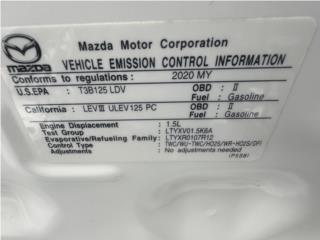 mazda
Mazda Motor Corporation
VEHICLE EMISSION CONTROL INFORMATION
Conforms to regulations : 2020 MY
U.S.EPA : T3B125 LDV OBD : II
Fuel : Gasoline
California : LEVIII ULEV125 PC OBD : II
Fuel : Gasoline
Engine Displacement : 1.5L
Test Group : LTYXV01.5K6A
Evaporative/Refueling Family : LTYXR0107R12
Control Type : TWC/WU-TWC/HO2S/WR-HO2S/DFI
Adjustments : No adjustments needed
(P5BB)